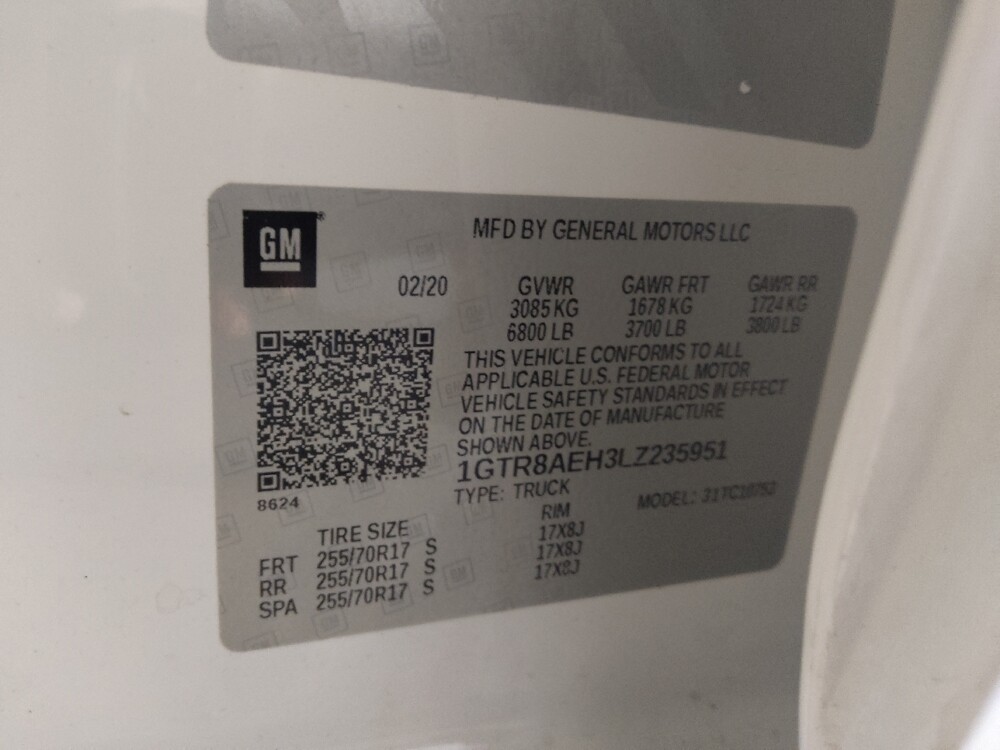 GM
MFD BY GENERAL MOTORS LLC
02/20
GVWR GAWR FRT GAWR RR
3085 KG 1678 KG 1724 KG
6800 LB 3700 LB 3800 LB
THIS VEHICLE CONFORMS TO ALL
APPLICABLE U.S. FEDERAL MOTOR
VEHICLE SAFETY STANDARDS IN EFFECT
ON THE DATE OF MANUFACTURE
SHOWN ABOVE.
1GTR8AEH3LZ235951
TYPE: TRUCK MODEL:
8624
TIRE SIZE RIM
FRT 255/70R17 S 17X8J
RR 255/70R17 S 17X8J
SPA 255/70R17 S 17X8J